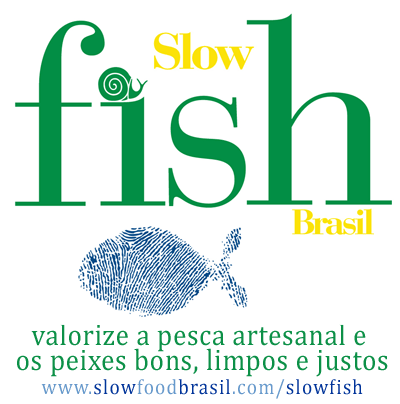 Slow
fish
Brasil
valorize a pesca artesanal e
os peixes bons, limpos e justos
www.slowfoodbrasil.com/slowfish